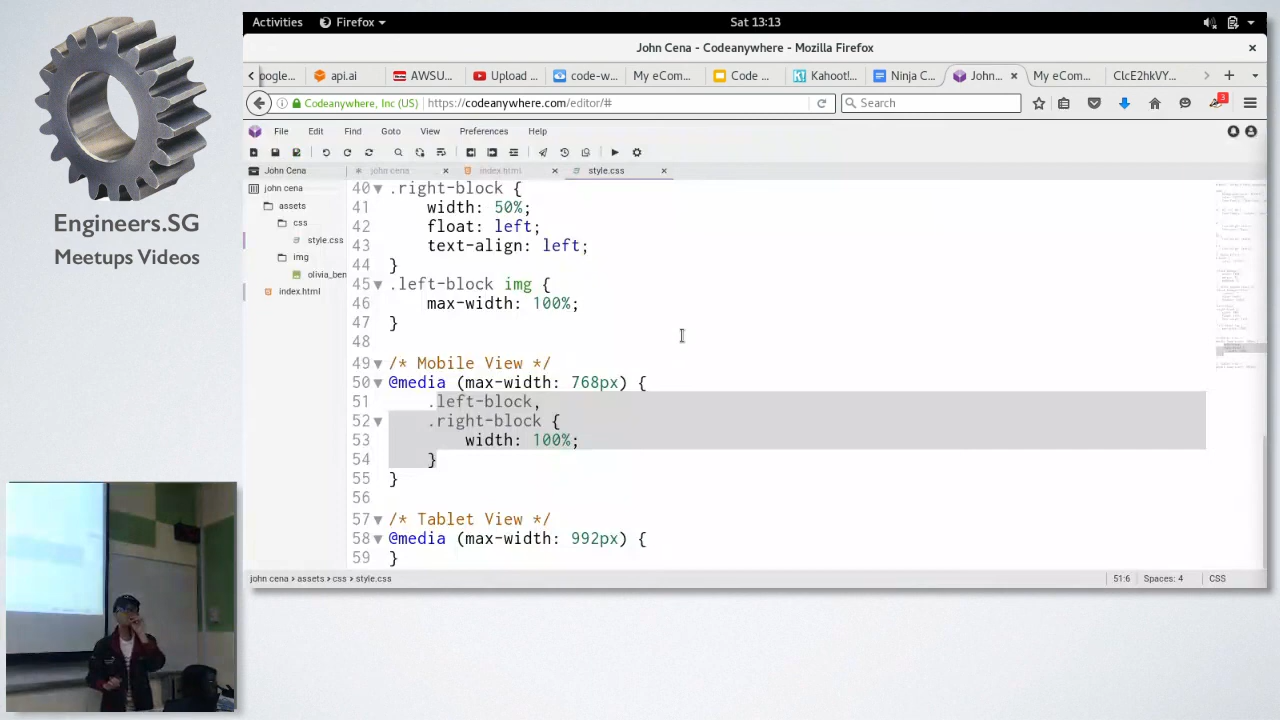 Activities
Firefox
Sat 13:13
John Cena - Codeanywhere - Mozilla Firefox
oogle...
api.ai
AWSU...
Upload ...
code-w...
My eCom...
Code ...
Kahoot!...
Ninja C...
John...
My eCom...
ClcE2hkVY...
Codeanywhere, Inc (US)
https://codeanywhere.com/editor/#
Search
3
File
Edit
Find
Goto
View
Preferences
Help
John Cena
john cena
index.html
style.css
john cena
assets
css
style.css
img
olivia_ben
index.html
40 .right-block {
41 width: 50%;
42 float: left;
43 text-align: left;
44 }
45 .left-block img {
46 max-width: 100%;
47 }
48
49 /* Mobile View */
50 @media (max-width: 768px) {
51 .left-block,
52 .right-block {
53 width: 100%;
54 }
55 }
56
57 /* Tablet View */
58 @media (max-width: 992px) {
59 }
john cena › assets › css › style.css
51:6
Spaces: 4
CSS
Engineers.SG
Meetups Videos